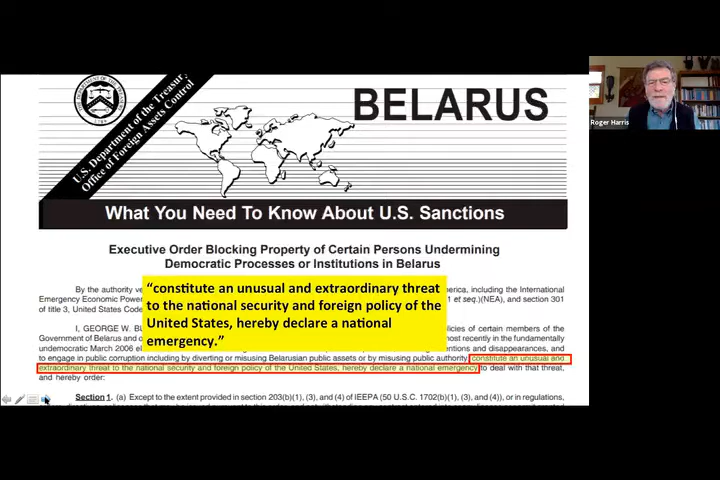 U.S. Department of the Treasury
Office of Foreign Assets Control
BELARUS
What You Need To Know About U.S. Sanctions
Executive Order Blocking Property of Certain Persons Undermining
Democratic Processes or Institutions in Belarus
By the authority ve
erica, including the International
Emergency Economic Powe
1 et seq.)(NEA), and section 301
of title 3, United States Code
I, GEORGE W. BU
icies of certain members of the
Government of Belarus and o
ost recently in the fundamentally
undemocratic March 2006 el
entions and disappearances, and
to engage in public corruption including by diverting or misusing Belarusian public assets or by misusing public authority, constitute an unusual and
extraordinary threat to the national security and foreign policy of the United States, hereby declare a national emergency to deal with that threat,
and hereby order:
“constitute an unusual and extraordinary threat
to the national security and foreign policy of the
United States, hereby declare a national
emergency.”
Section 1. (a) Except to the extent provided in section 203(b)(1), (3), and (4) of IEEPA (50 U.S.C. 1702(b)(1), (3), and (4)), or in regulations,
Roger Harris